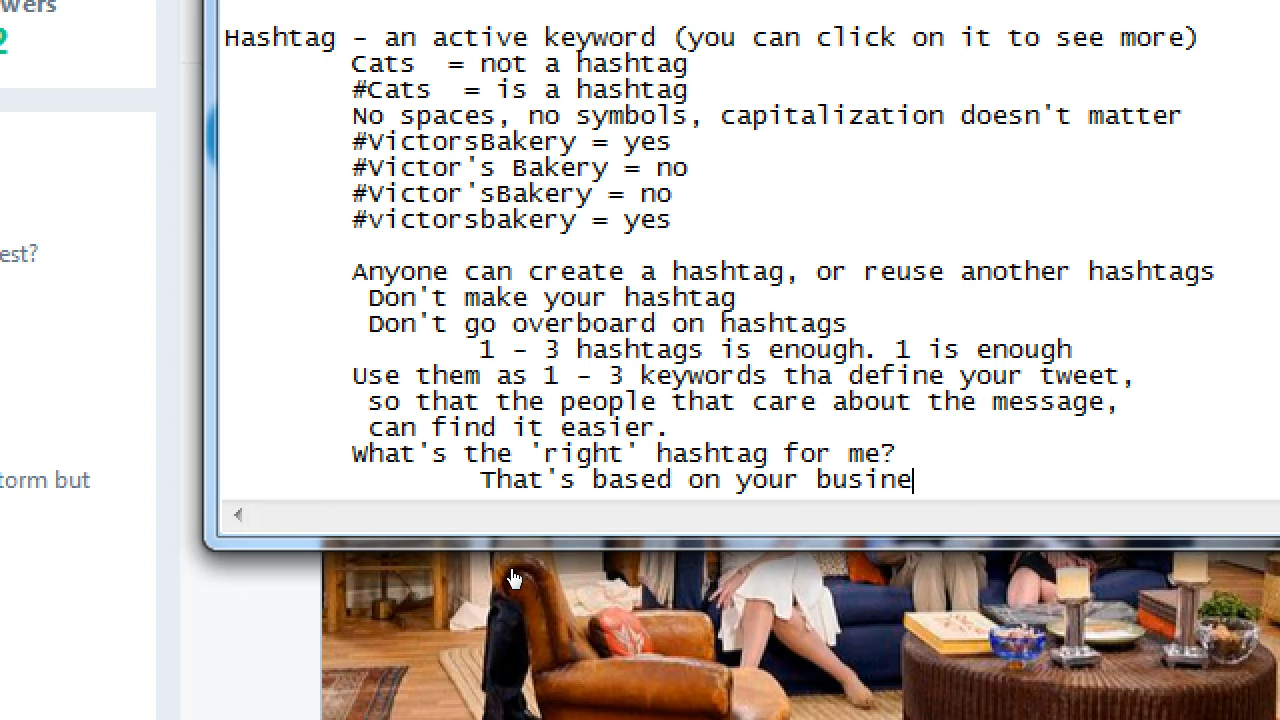 wers
2
est?
torm but
Hashtag - an active keyword (you can click on it to see more)
Cats = not a hashtag
#Cats = is a hashtag
No spaces, no symbols, capitalization doesn't matter
#VictorsBakery = yes
#Victor's Bakery = no
#Victor'sBakery = no
#victorsbakery = yes
Anyone can create a hashtag, or reuse another hashtags
Don't make your hashtag
Don't go overboard on hashtags
1 - 3 hashtags is enough. 1 is enough
Use them as 1 - 3 keywords tha define your tweet,
so that the people that care about the message,
can find it easier.
What's the 'right' hashtag for me?
That's based on your busine